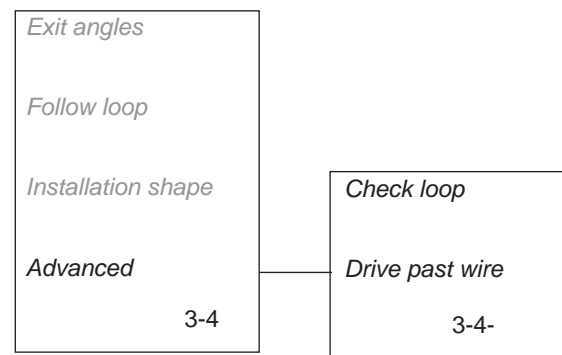 Exit angles
Follow loop
Installation shape
Advanced
3-4
Check loop
Drive past wire
3-4-